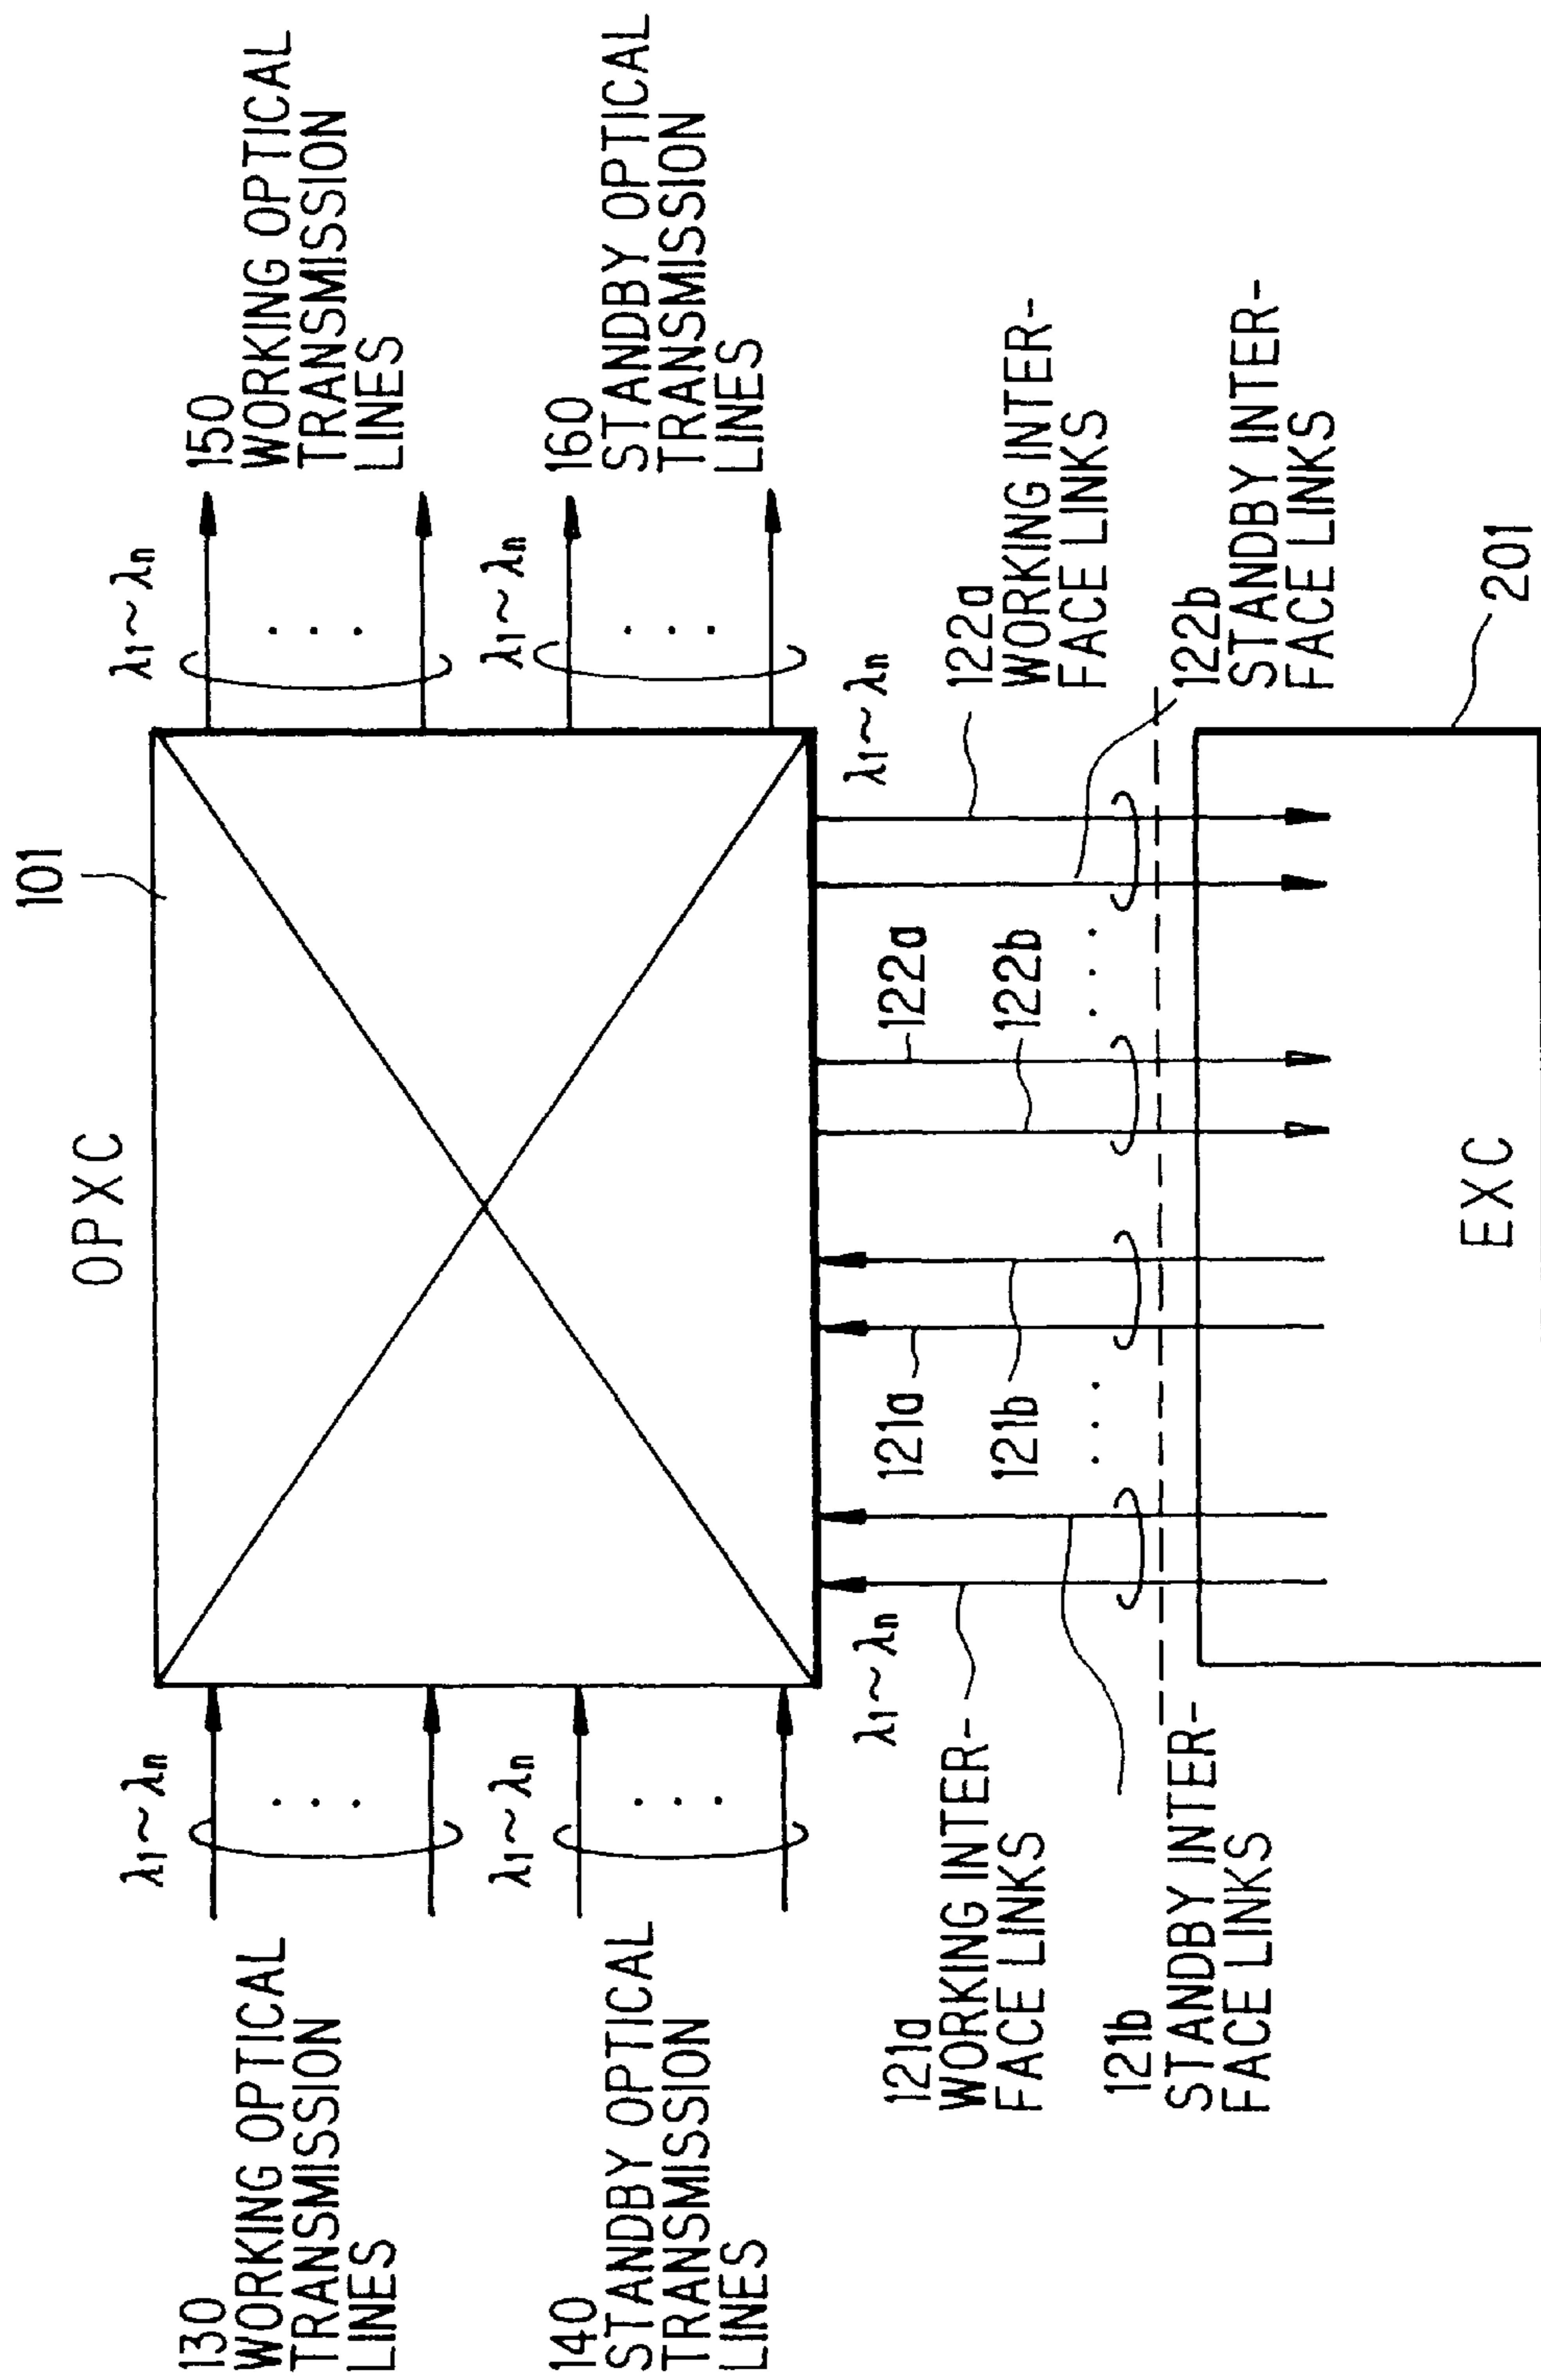 OPXC
101
λ1~λn
λ1~λn
130
WORKING OPTICAL
TRANSMISSION
LINES
140
STANDBY OPTICAL
TRANSMISSION
LINES
λ1~λn
λ1~λn
150
WORKING OPTICAL
TRANSMISSION
LINES
160
STANDBY OPTICAL
TRANSMISSION
LINES
λ1~λn
121a
WORKING INTER-
FACE LINKS
121b
STANDBY INTER-
FACE LINKS
121a
121b
122a
122b
λ1~λn
122a
WORKING INTER-
FACE LINKS
122b
STANDBY INTER-
FACE LINKS
EXC
201